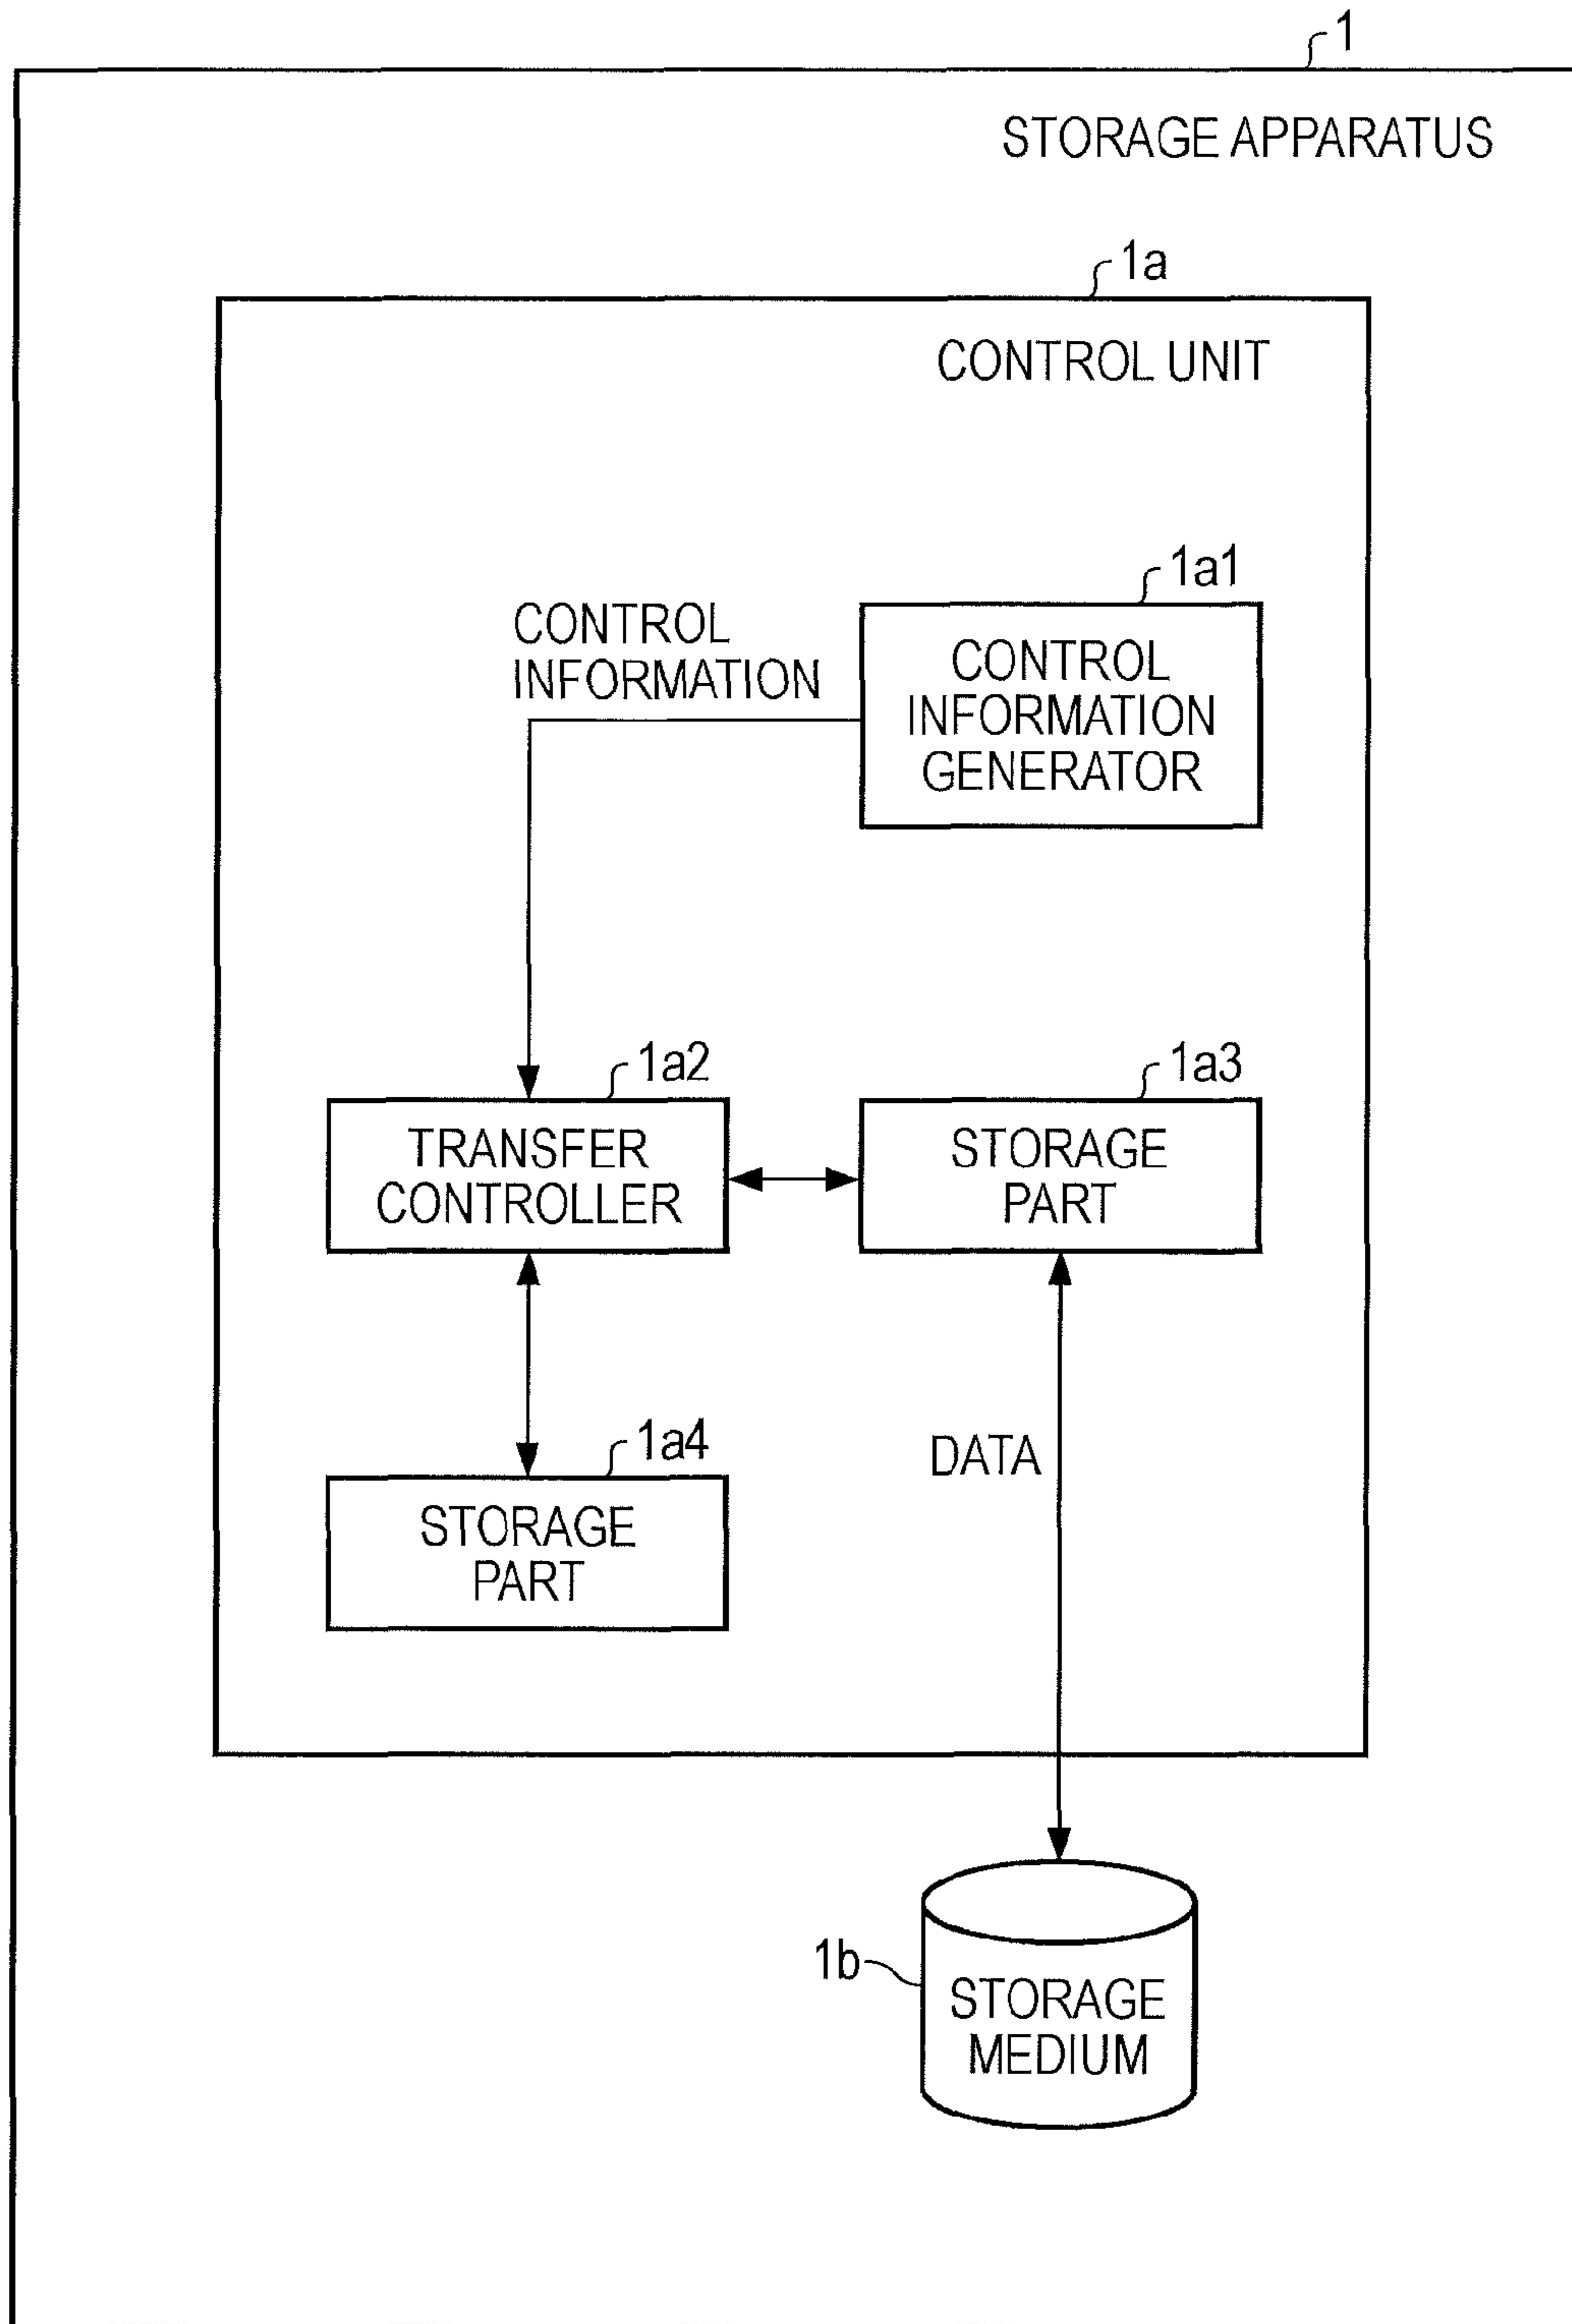 1
STORAGE APPARATUS
1a
CONTROL UNIT
1a1
CONTROL
INFORMATION
CONTROL
INFORMATION
GENERATOR
1a2
TRANSFER
CONTROLLER
1a3
STORAGE
PART
1a4
STORAGE
PART
DATA
1b
STORAGE
MEDIUM